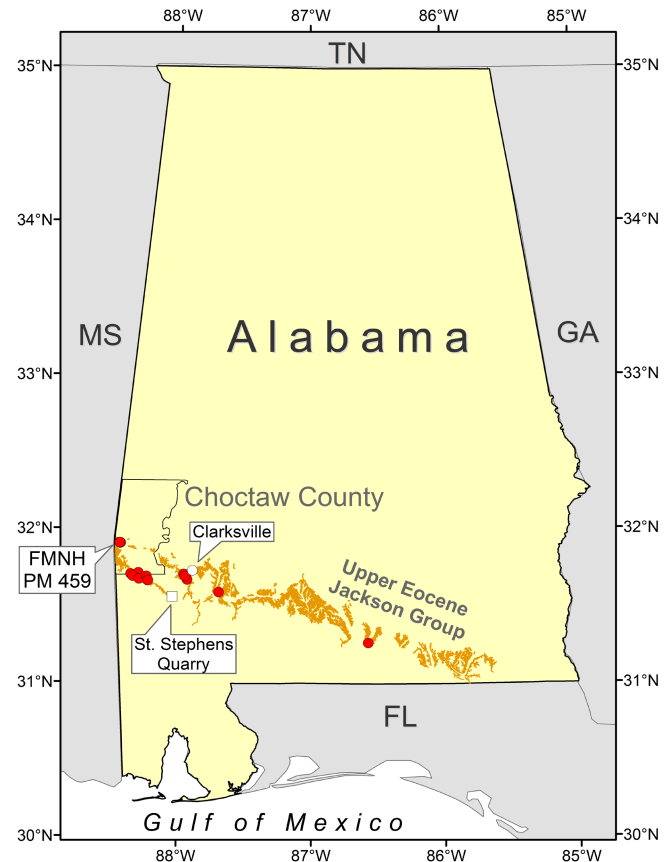 88°W 87°W 86°W 85°W
TN
35°N 35°N
34°N 34°N
MS Alabama GA
33°N 33°N
Choctaw County
32°N 32°N
Clarksville
FMNH
PM 459
Upper Eocene
Jackson Group
St. Stephens
Quarry
31°N 31°N
FL
30°N 30°N
Gulf of Mexico
88°W 87°W 86°W 85°W